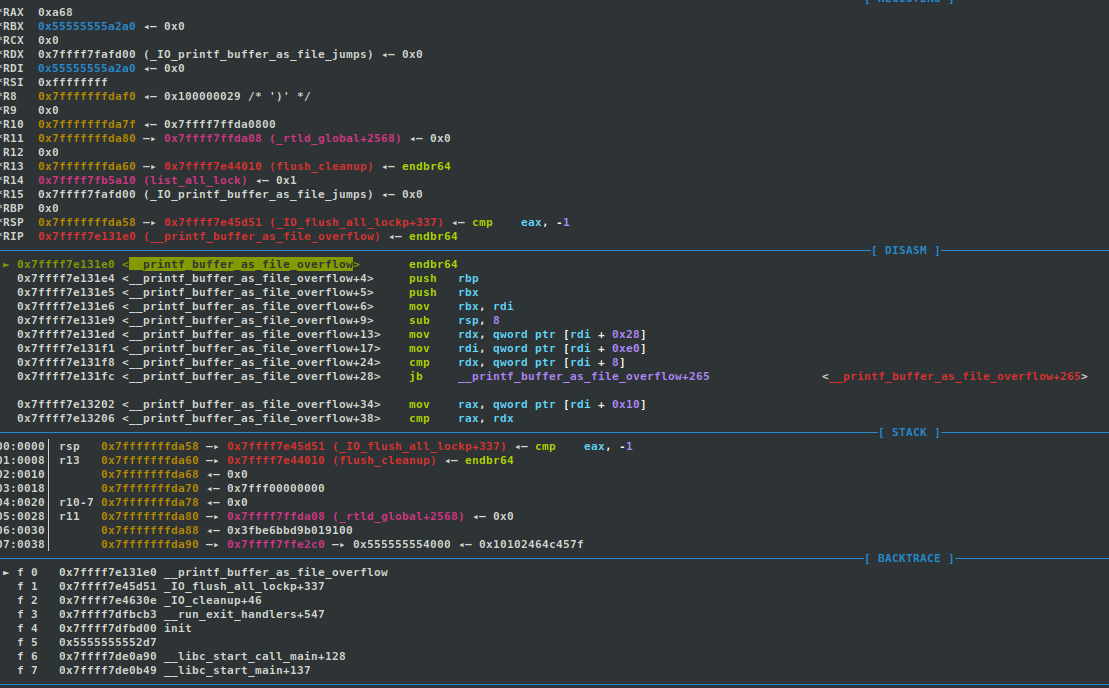 [ REGISTERS ]
*RAX  0xa68
*RBX  0x55555555a2a0 ◂— 0x0
*RCX  0x0
*RDX  0x7ffff7fafd00 (_IO_printf_buffer_as_file_jumps) ◂— 0x0
*RDI  0x55555555a2a0 ◂— 0x0
*RSI  0xffffffff
*R8   0x7fffffffdaf0 ◂— 0x100000029 /* ')' */
*R9   0x0
*R10  0x7fffffffda7f ◂— 0x7ffff7ffda0800
*R11  0x7fffffffda80 —▸ 0x7ffff7ffda08 (_rtld_global+2568) ◂— 0x0
R12  0x0
*R13  0x7fffffffda60 —▸ 0x7ffff7e44010 (flush_cleanup) ◂— endbr64
*R14  0x7ffff7fb5a10 (list_all_lock) ◂— 0x1
*R15  0x7ffff7fafd00 (_IO_printf_buffer_as_file_jumps) ◂— 0x0
*RBP  0x0
*RSP  0x7fffffffda58 —▸ 0x7ffff7e45d51 (_IO_flush_all_lockp+337) ◂— cmp    eax, -1
*RIP  0x7ffff7e131e0 (__printf_buffer_as_file_overflow) ◂— endbr64
[ DISASM ]
► 0x7ffff7e131e0 <__printf_buffer_as_file_overflow>       endbr64
0x7ffff7e131e4 <__printf_buffer_as_file_overflow+4>     push   rbp
0x7ffff7e131e5 <__printf_buffer_as_file_overflow+5>     push   rbx
0x7ffff7e131e6 <__printf_buffer_as_file_overflow+6>     mov    rbx, rdi
0x7ffff7e131e9 <__printf_buffer_as_file_overflow+9>     sub    rsp, 8
0x7ffff7e131ed <__printf_buffer_as_file_overflow+13>    mov    rdx, qword ptr [rdi + 0x28]
0x7ffff7e131f1 <__printf_buffer_as_file_overflow+17>    mov    rdi, qword ptr [rdi + 0xe0]
0x7ffff7e131f8 <__printf_buffer_as_file_overflow+24>    cmp    rdx, qword ptr [rdi + 8]
0x7ffff7e131fc <__printf_buffer_as_file_overflow+28>    jb     __printf_buffer_as_file_overflow+265                <__printf_buffer_as_file_overflow+265>
0x7ffff7e13202 <__printf_buffer_as_file_overflow+34>    mov    rax, qword ptr [rdi + 0x10]
0x7ffff7e13206 <__printf_buffer_as_file_overflow+38>    cmp    rax, rdx
[ STACK ]
00:0000│ rsp   0x7fffffffda58 —▸ 0x7ffff7e45d51 (_IO_flush_all_lockp+337) ◂— cmp    eax, -1
01:0008│ r13   0x7fffffffda60 —▸ 0x7ffff7e44010 (flush_cleanup) ◂— endbr64
02:0010│       0x7fffffffda68 ◂— 0x0
03:0018│       0x7fffffffda70 ◂— 0x7fff00000000
04:0020│ r10-7 0x7fffffffda78 ◂— 0x0
05:0028│ r11   0x7fffffffda80 —▸ 0x7ffff7ffda08 (_rtld_global+2568) ◂— 0x0
06:0030│       0x7fffffffda88 ◂— 0x3fbe6bbd9b019100
07:0038│       0x7fffffffda90 —▸ 0x7ffff7ffe2c0 —▸ 0x555555554000 ◂— 0x10102464c457f
[ BACKTRACE ]
► f 0   0x7ffff7e131e0 __printf_buffer_as_file_overflow
f 1   0x7ffff7e45d51 _IO_flush_all_lockp+337
f 2   0x7ffff7e4630e _IO_cleanup+46
f 3   0x7ffff7dfbcb3 __run_exit_handlers+547
f 4   0x7ffff7dfbd00 init
f 5   0x5555555552d7
f 6   0x7ffff7de0a90 __libc_start_call_main+128
f 7   0x7ffff7de0b49 __libc_start_main+137